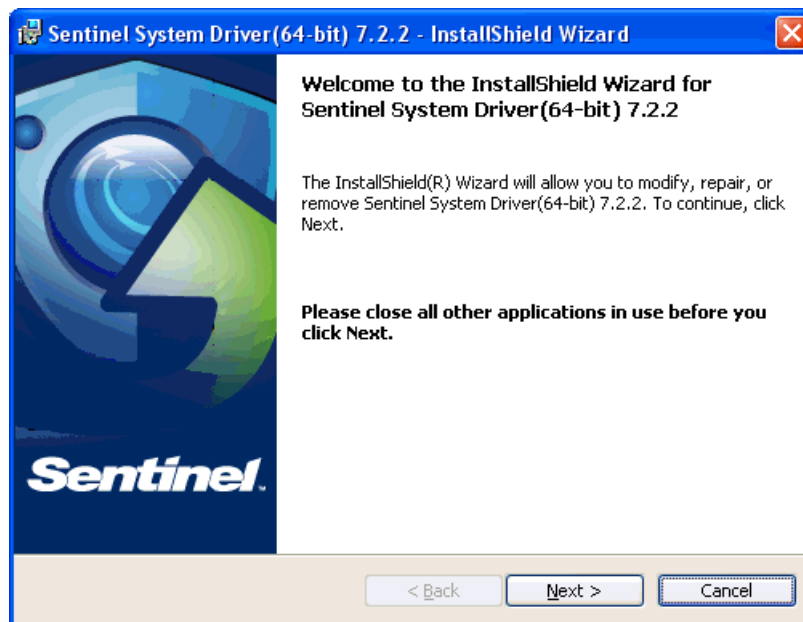 Sentinel System Driver(64-bit) 7.2.2 - InstallShield Wizard
Welcome to the InstallShield Wizard for
Sentinel System Driver(64-bit) 7.2.2
The InstallShield(R) Wizard will allow you to modify, repair, or
remove Sentinel System Driver(64-bit) 7.2.2. To continue, click
Next.
Please close all other applications in use before you
click Next.
Sentinel™
< Back
Next >
Cancel